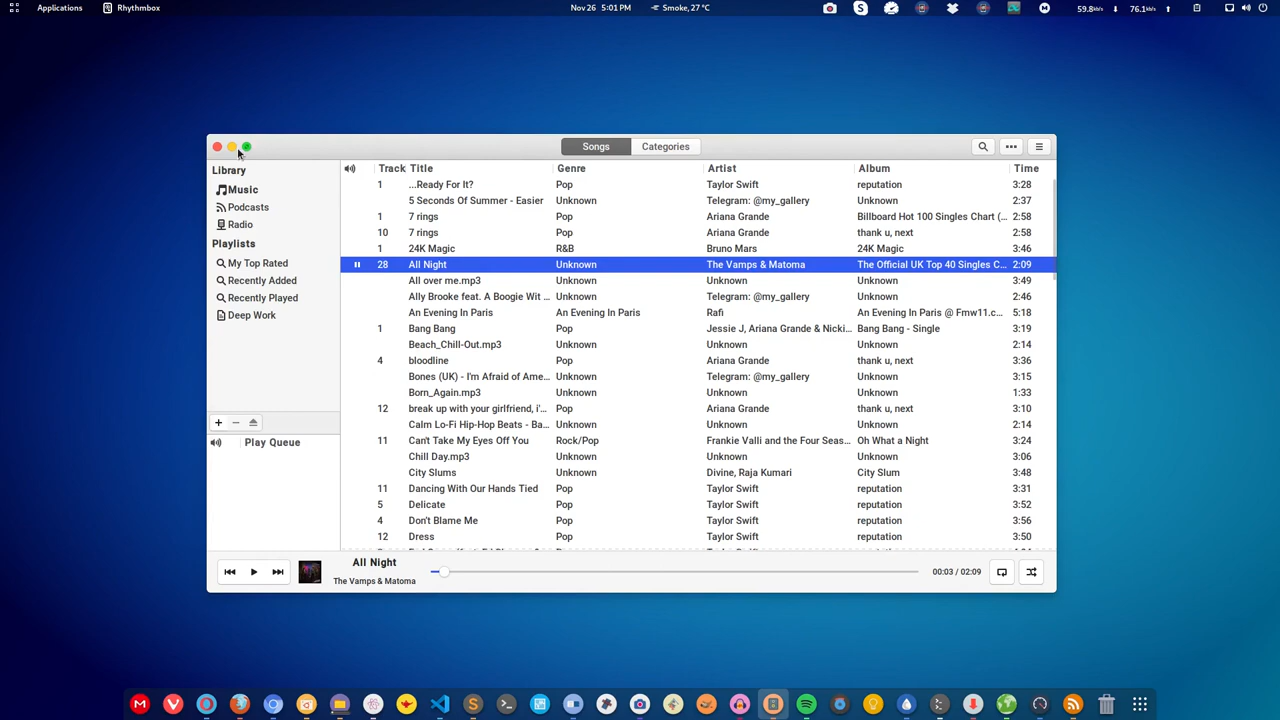 Applications Rhythmbox Nov 26 5:01 PM Smoke, 27 °C 59.8kb/s 76.1kb/s
Songs Categories
Library
Music
Podcasts
Radio
Playlists
My Top Rated
Recently Added
Recently Played
Deep Work
Play Queue
Track Title Genre Artist Album Time
1 ...Ready For It? Pop Taylor Swift reputation 3:28
5 Seconds Of Summer - Easier Unknown Telegram: @my_gallery Unknown 2:37
1 7 rings Pop Ariana Grande Billboard Hot 100 Singles Chart (... 2:58
10 7 rings Pop Ariana Grande thank u, next 2:58
1 24K Magic R&B Bruno Mars 24K Magic 3:46
28 All Night Unknown The Vamps & Matoma The Official UK Top 40 Singles C... 2:09
All over me.mp3 Unknown Unknown Unknown 3:49
Ally Brooke feat. A Boogie Wit ... Unknown Telegram: @my_gallery Unknown 2:46
An Evening In Paris An Evening In Paris Rafi An Evening In Paris @ Fmw11.c... 5:18
1 Bang Bang Pop Jessie J, Ariana Grande & Nicki... Bang Bang - Single 3:19
Beach_Chill-Out.mp3 Unknown Unknown Unknown 2:14
4 bloodline Pop Ariana Grande thank u, next 3:36
Bones (UK) - I'm Afraid of Ame... Unknown Telegram: @my_gallery Unknown 3:15
Born_Again.mp3 Unknown Unknown Unknown 1:33
12 break up with your girlfriend, i'... Pop Ariana Grande thank u, next 3:10
Calm Lo-Fi Hip-Hop Beats - Ba... Unknown Unknown Unknown 2:14
11 Can't Take My Eyes Off You Rock/Pop Frankie Valli and the Four Seas... Oh What a Night 3:24
Chill Day.mp3 Unknown Unknown Unknown 3:06
City Slums Unknown Divine, Raja Kumari City Slum 3:48
11 Dancing With Our Hands Tied Pop Taylor Swift reputation 3:31
5 Delicate Pop Taylor Swift reputation 3:52
4 Don't Blame Me Pop Taylor Swift reputation 3:56
12 Dress Pop Taylor Swift reputation 3:50
All Night
The Vamps & Matoma
00:03 / 02:09